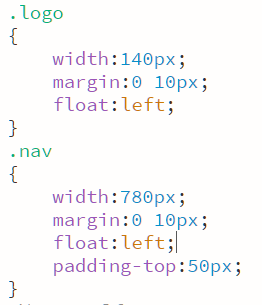 .logo
{
    width:140px;
    margin:0 10px;
    float:left;
}
.nav
{
    width:780px;
    margin:0 10px;
    float:left;
    padding-top:50px;
}